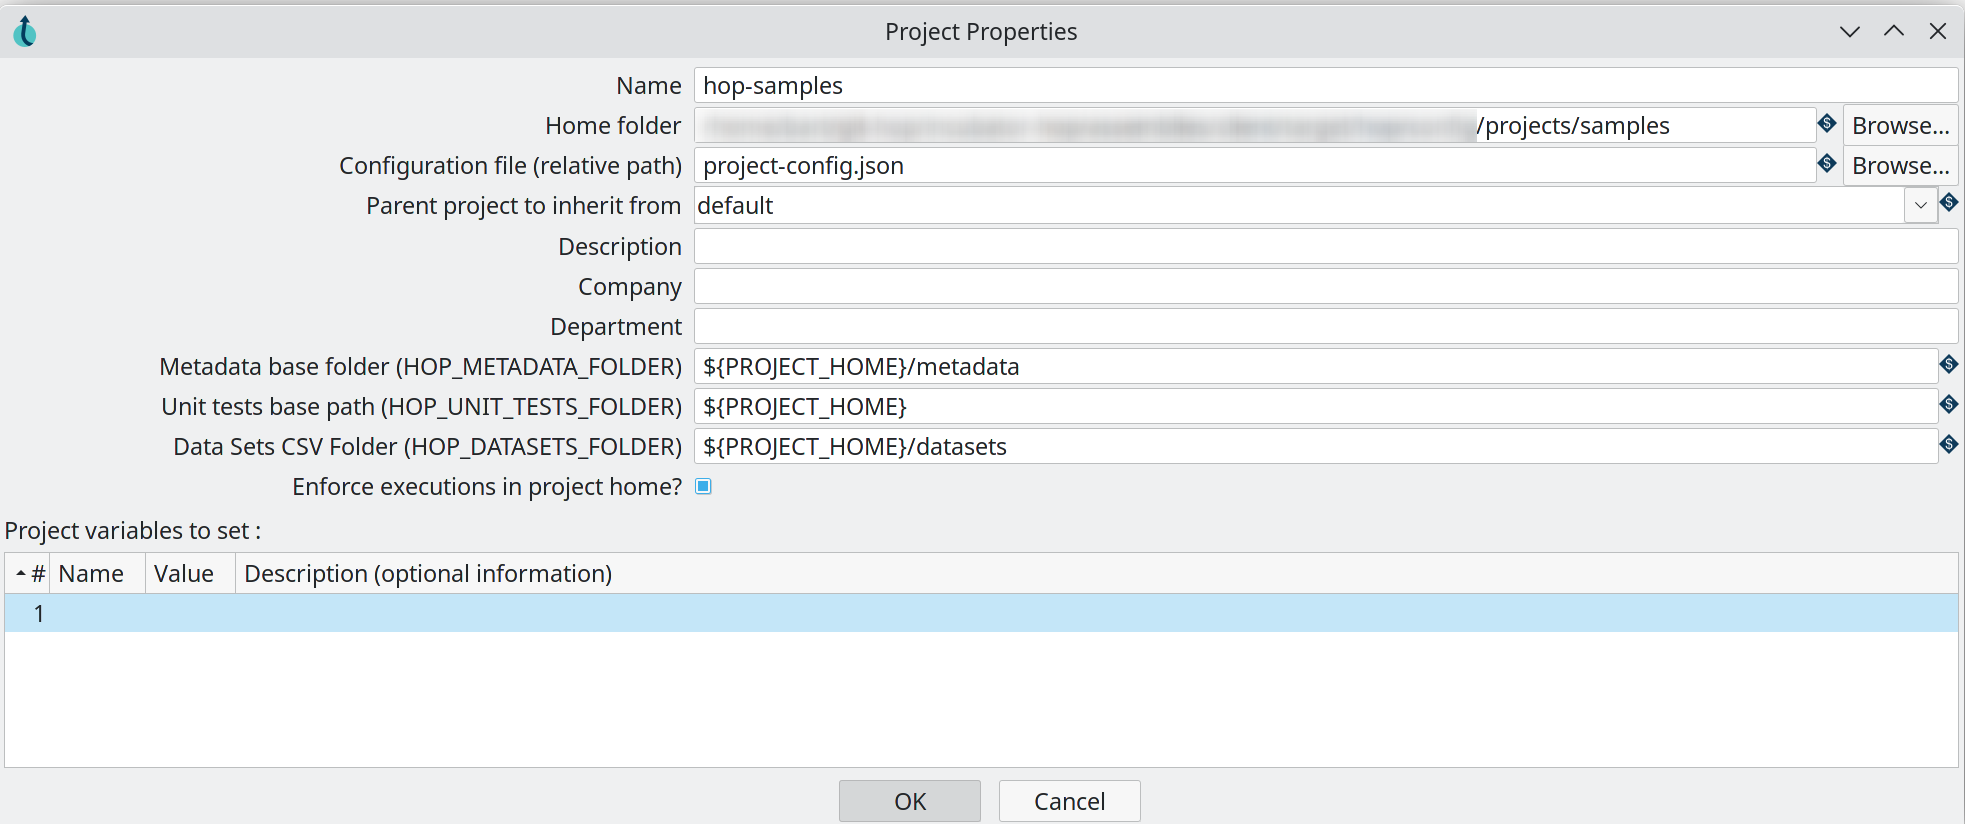 Project Properties
Name hop-samples
Home folder /projects/samples Browse...
Configuration file (relative path) project-config.json Browse...
Parent project to inherit from default
Description
Company
Department
Metadata base folder (HOP_METADATA_FOLDER) ${PROJECT_HOME}/metadata
Unit tests base path (HOP_UNIT_TESTS_FOLDER) ${PROJECT_HOME}
Data Sets CSV Folder (HOP_DATASETS_FOLDER) ${PROJECT_HOME}/datasets
Enforce executions in project home?
Project variables to set :
# Name Value Description (optional information)
1
OK Cancel